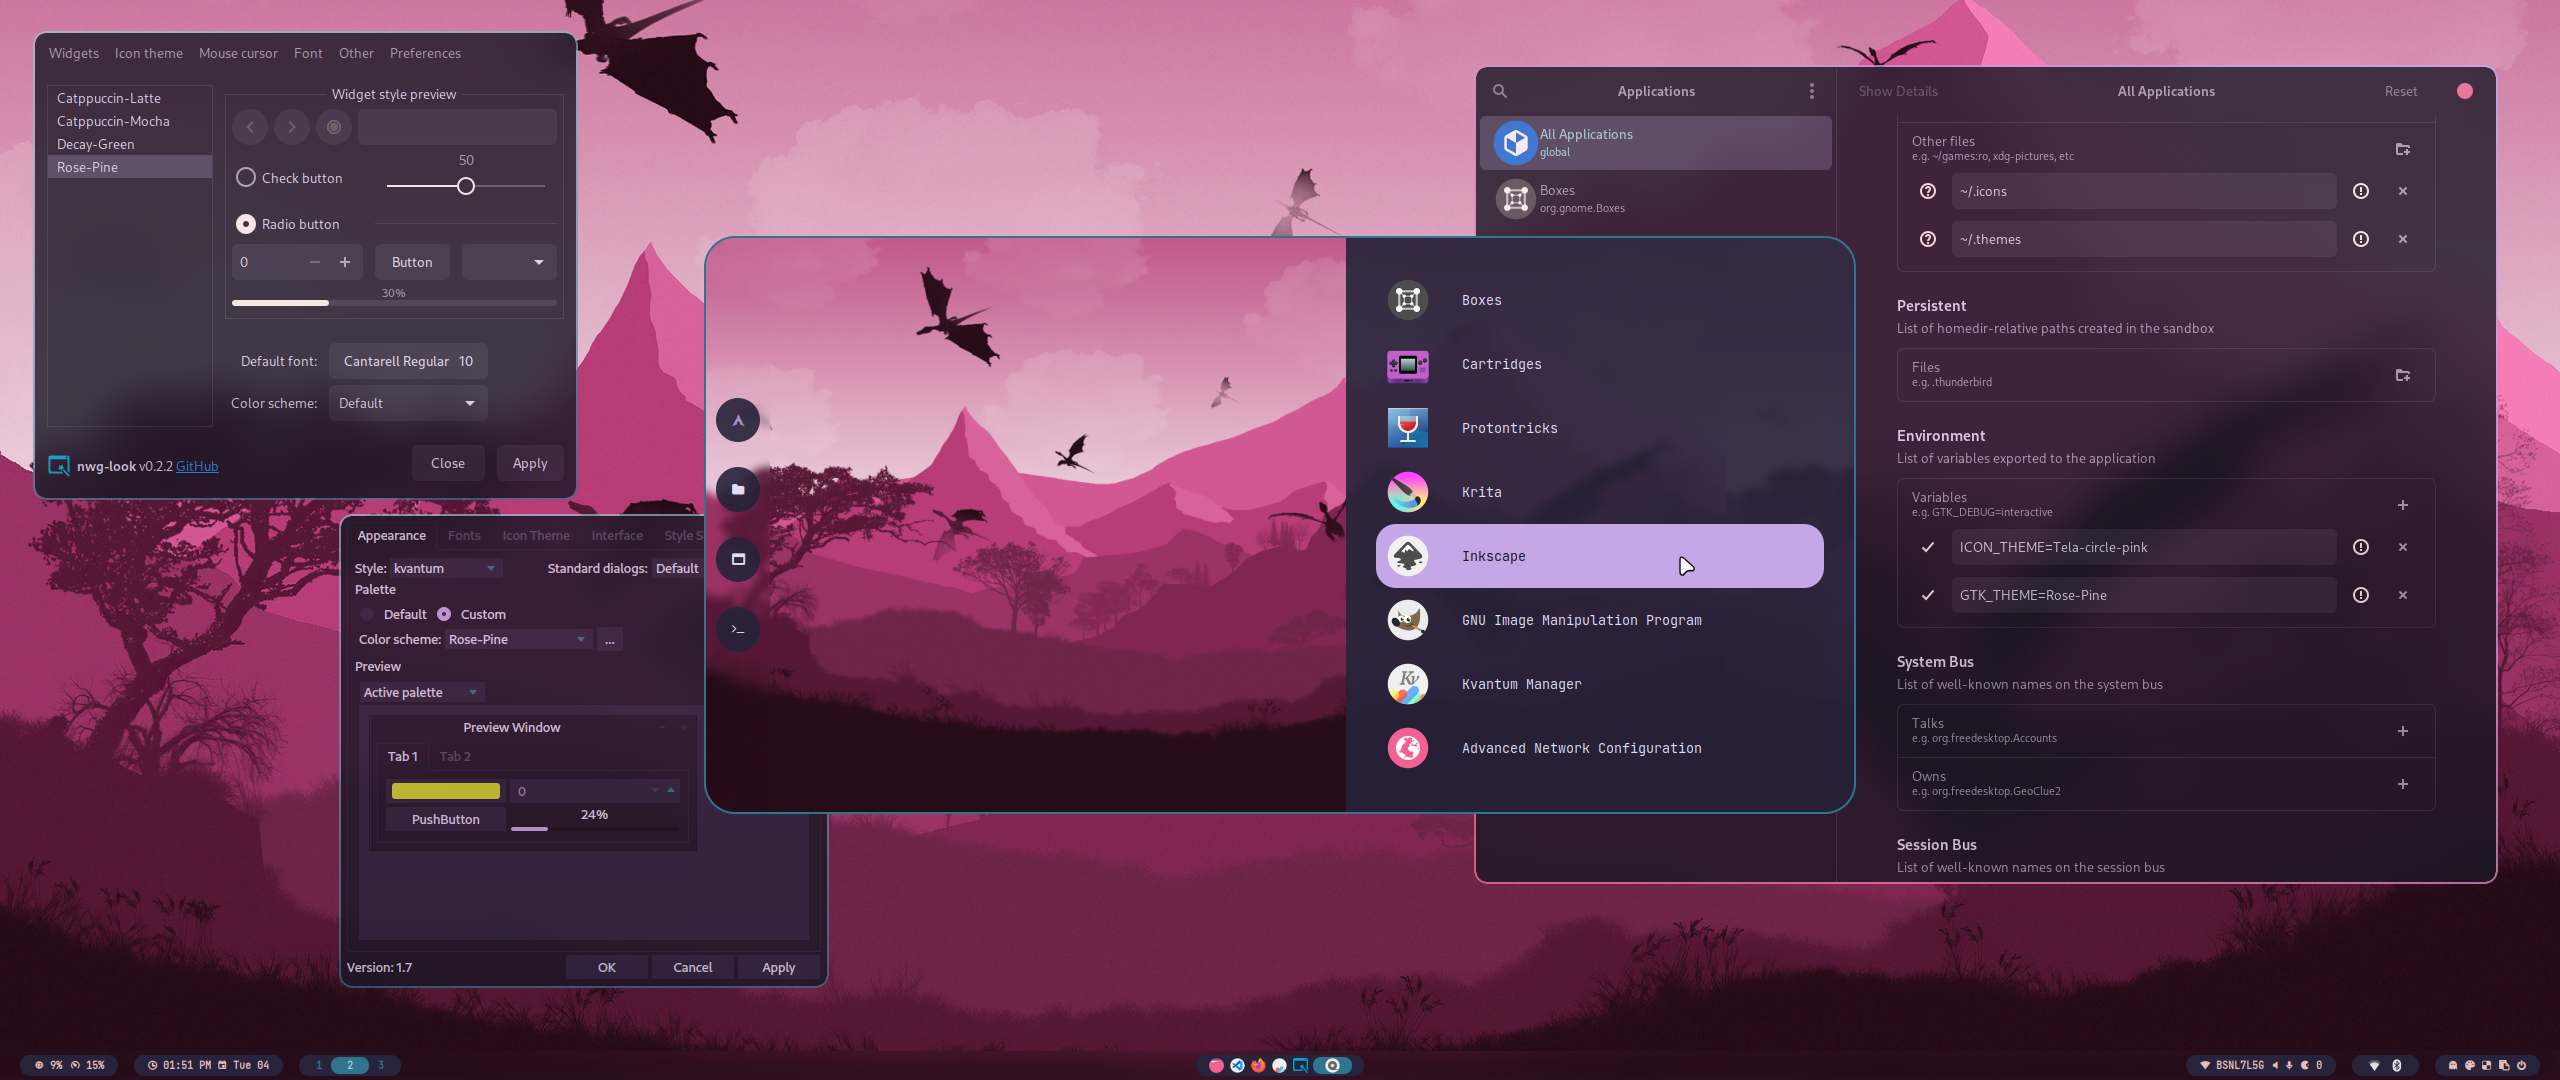 Widgets Icon theme Mouse cursor Font Other Preferences
Catppuccin-Latte
Catppuccin-Mocha
Decay-Green
Rose-Pine
Widget style preview
50
Check button
Radio button
0
Button
30%
Default font: Cantarell Regular 10
Color scheme: Default
nwg-look v0.2.2 GitHub
Close Apply
Appearance Fonts Icon Theme Interface Style S
Style: kvantum Standard dialogs: Default
Palette
Default Custom
Color scheme: Rose-Pine ...
Preview
Active palette
Preview Window
Tab 1 Tab 2
0
PushButton 24%
Version: 1.7 OK Cancel Apply
Boxes
Cartridges
Protontricks
Krita
Inkscape
GNU Image Manipulation Program
Kv
Kvantum Manager
Advanced Network Configuration
Applications
All Applications
global
Boxes
org.gnome.Boxes
Show Details All Applications Reset
Other files
e.g. ~/games:ro, xdg-pictures, etc
~/.icons
~/.themes
Persistent
List of homedir-relative paths created in the sandbox
Files
e.g. .thunderbird
Environment
List of variables exported to the application
Variables
e.g. GTK_DEBUG=interactive
ICON_THEME=Tela-circle-pink
GTK_THEME=Rose-Pine
System Bus
List of well-known names on the system bus
Talks
e.g. org.freedesktop.Accounts
Owns
e.g. org.freedesktop.GeoClue2
Session Bus
List of well-known names on the session bus
9% 15% 01:51 PM Tue 04 1 2 3 BSNL7L5G 0